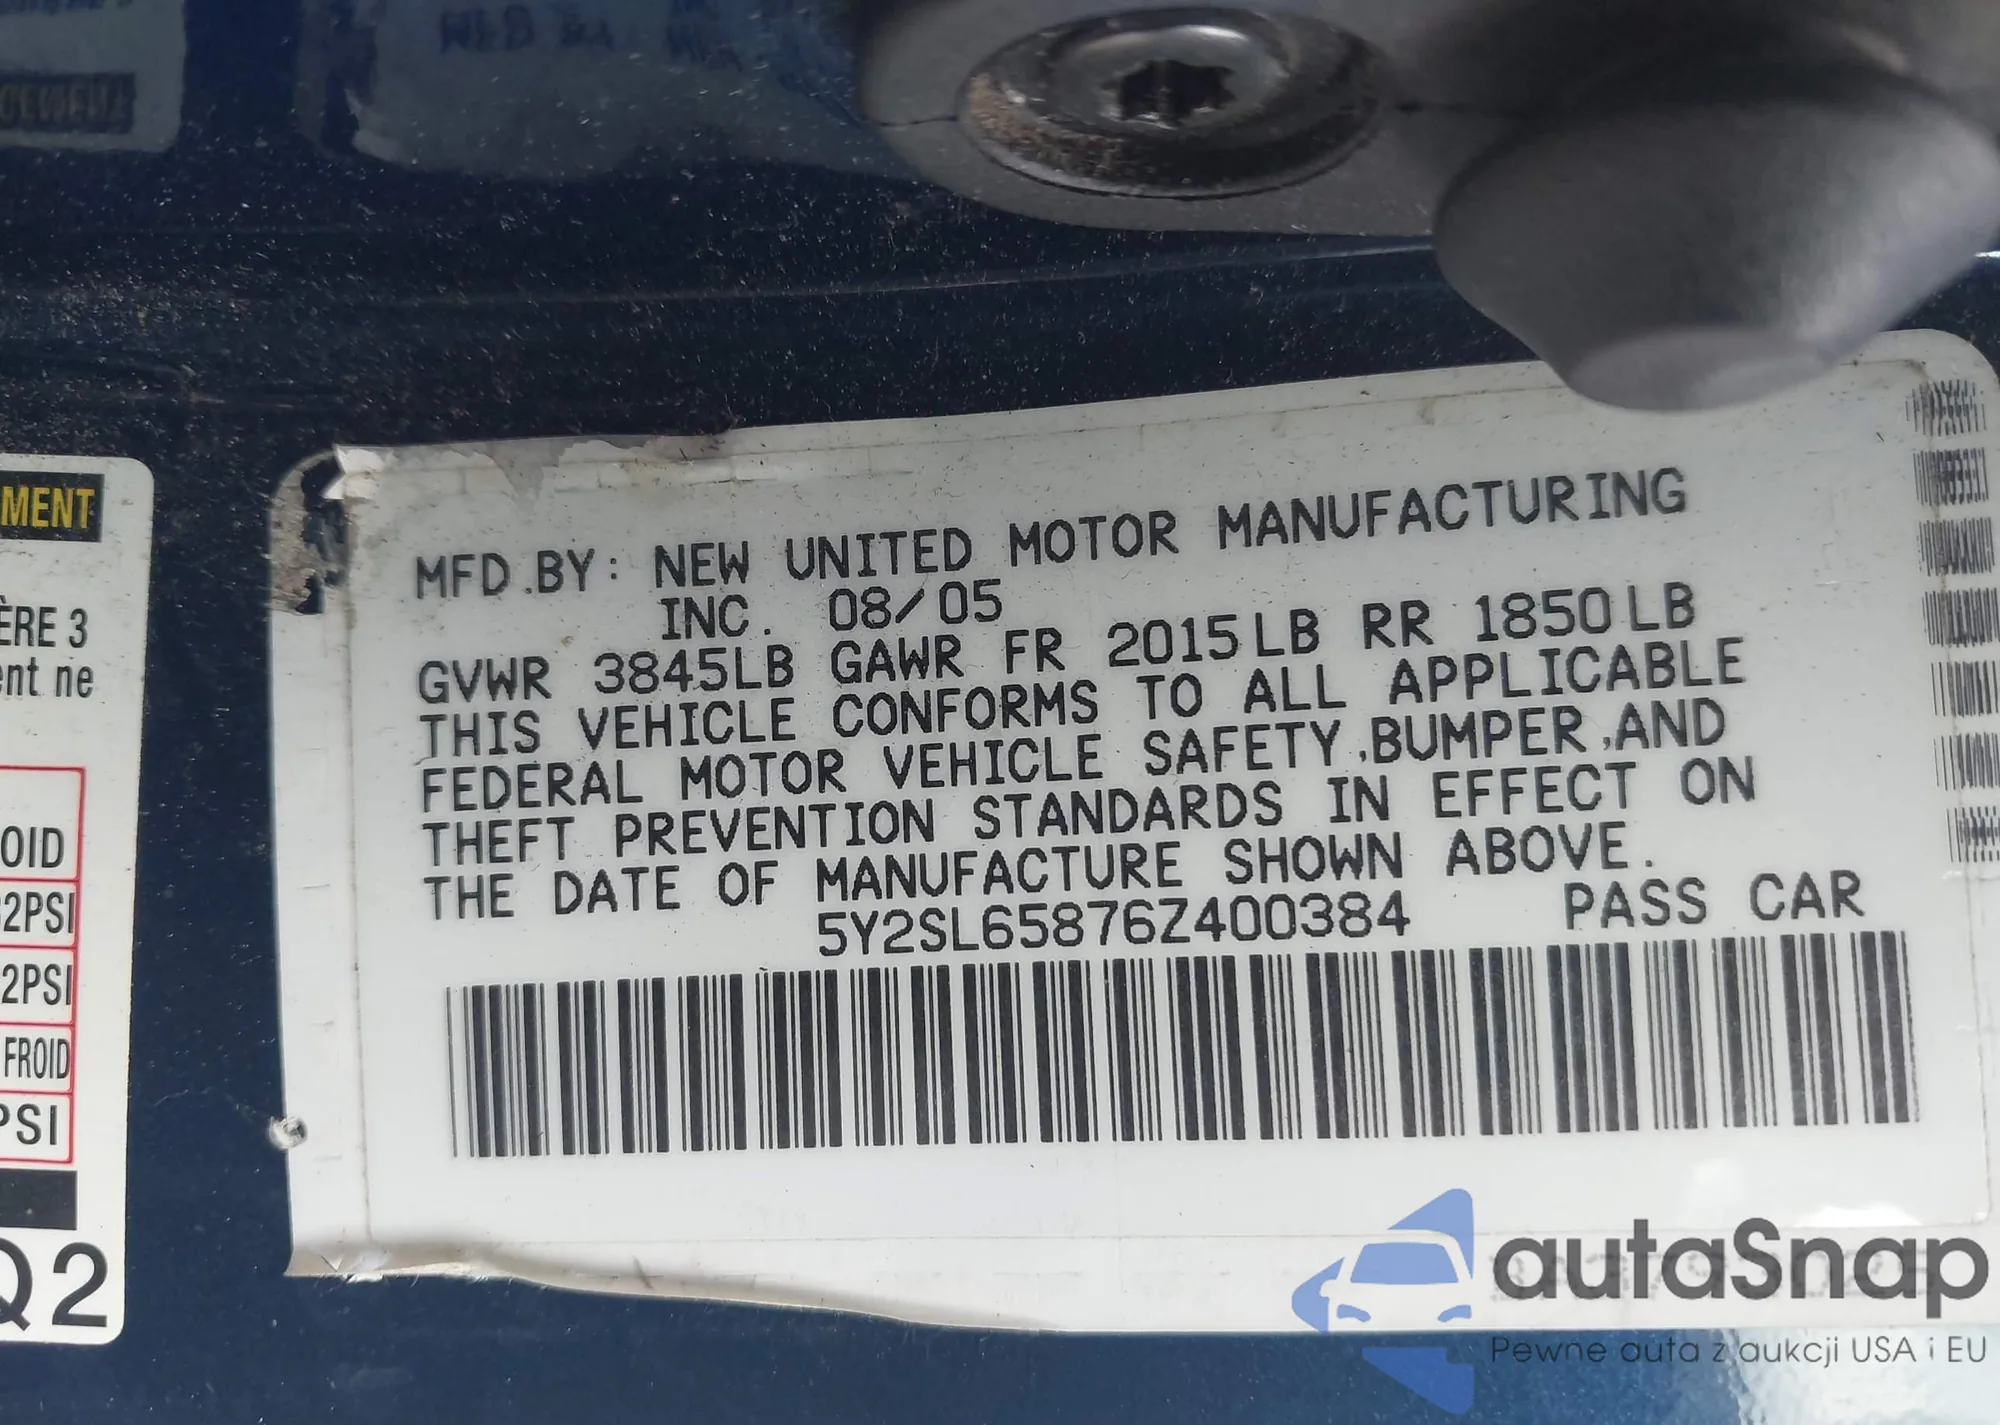 MENT
ÈRE 3
ent ne
OID
2PSI
2PSI
FROID
PSI
Q2
MFD.BY: NEW UNITED MOTOR MANUFACTURING
INC. 08/05
GVWR 3845LB GAWR FR 2015LB RR 1850LB
THIS VEHICLE CONFORMS TO ALL APPLICABLE
FEDERAL MOTOR VEHICLE SAFETY,BUMPER,AND
THEFT PREVENTION STANDARDS IN EFFECT ON
THE DATE OF MANUFACTURE SHOWN ABOVE.
5Y2SL65876Z400384 PASS CAR
autaSnap
Pewne auta z aukcji USA i EU